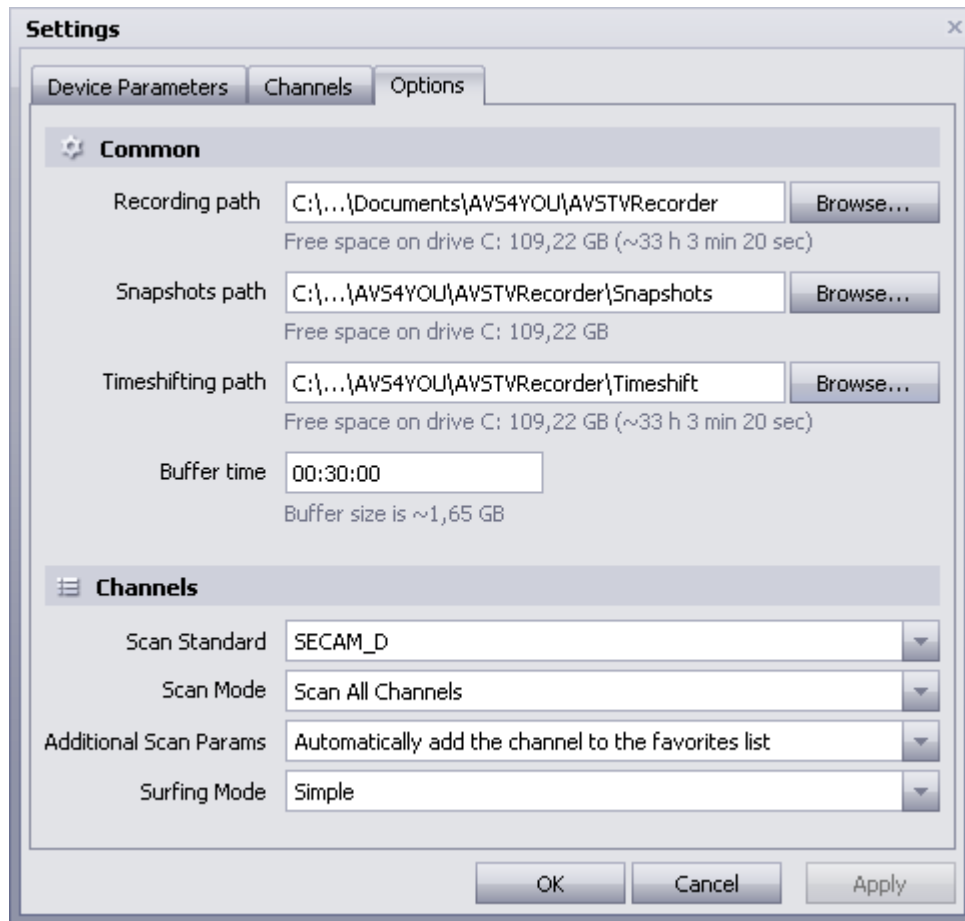 Settings
Device Parameters Channels Options
Common
Recording path C:\...\Documents\AVS4YOU\AVSTVRecorder Browse...
Free space on drive C: 109,22 GB (~33 h 3 min 20 sec)
Snapshots path C:\...\AVS4YOU\AVSTVRecorder\Snapshots Browse...
Free space on drive C: 109,22 GB
Timeshifting path C:\...\AVS4YOU\AVSTVRecorder\Timeshift Browse...
Free space on drive C: 109,22 GB (~33 h 3 min 20 sec)
Buffer time 00:30:00
Buffer size is ~1,65 GB
Channels
Scan Standard SECAM_D
Scan Mode Scan All Channels
Additional Scan Params Automatically add the channel to the favorites list
Surfing Mode Simple
OK Cancel Apply